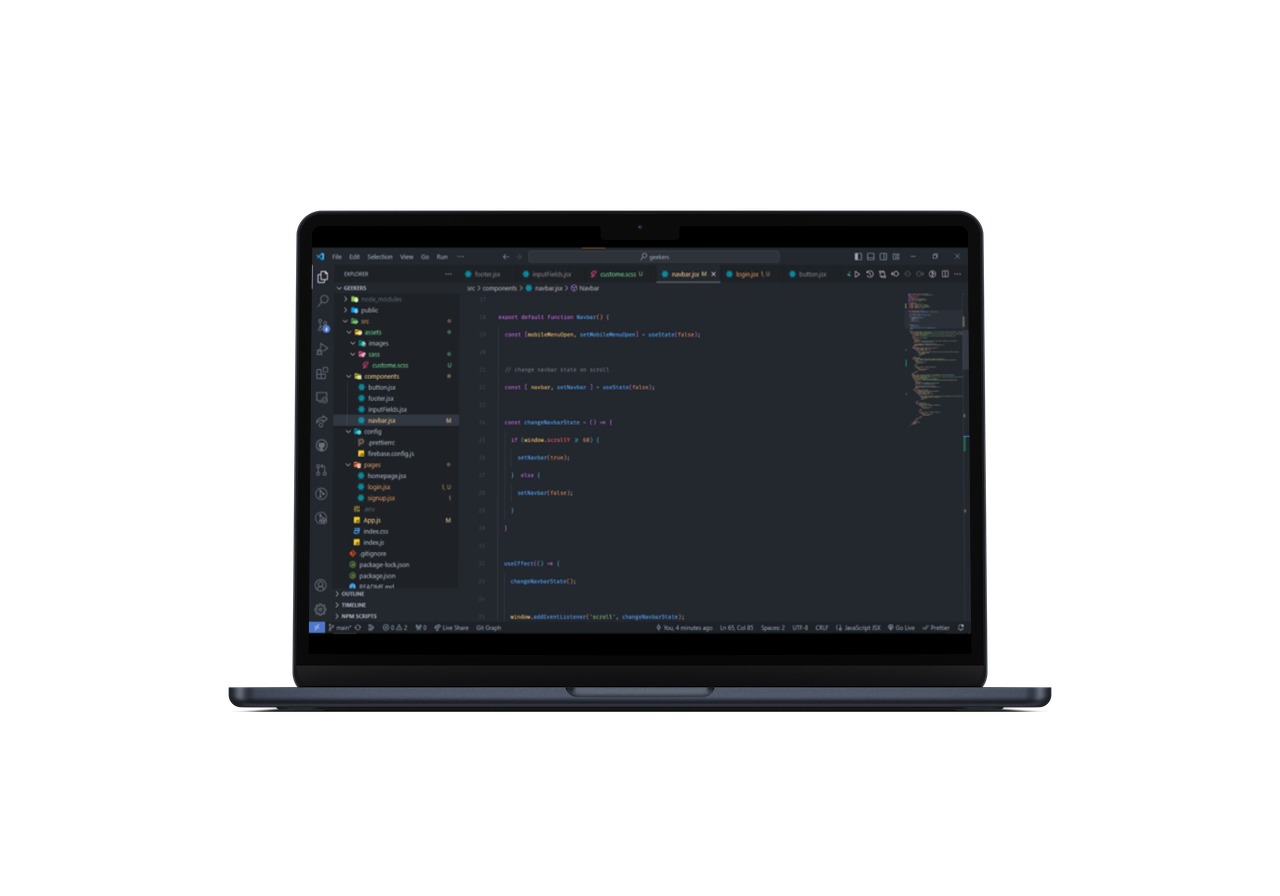 File Edit Selection View Go Run ··· geekers
EXPLORER ···
footer.jsx inputFields.jsx custome.scss U navbar.jsx M × login.jsx 1, U button.jsx
src > components > navbar.jsx > Navbar
GEEKERS
node_modules
public
src
assets
images
sass
custome.scss U
components
button.jsx
footer.jsx
inputFields.jsx
navbar.jsx M
config
.prettierrc
firebase.config.js
pages
homepage.jsx
login.jsx 1, U
signup.jsx 1
.env
App.js M
index.css
index.js
.gitignore
package-lock.json
package.json
README.md
OUTLINE
TIMELINE
NPM SCRIPTS
17
18 export default function Navbar() {
19 const [mobileMenuOpen, setMobileMenuOpen] = useState(false);
20
21 // change navbar state on scroll
22 const [ navbar, setNavbar ] = useState(false);
23
24 const changeNavbarState = () => {
25 if (window.scrollY ≥ 60) {
26 setNavbar(true);
27 } else {
28 setNavbar(false);
29 }
30 }
31
32 useEffect(() => {
33 changeNavbarState();
34
35 window.addEventListener('scroll', changeNavbarState);
main* 0 2 0 Live Share Git Graph You, 4 minutes ago Ln 65, Col 85 Spaces: 2 UTF-8 CRLF JavaScript JSX Go Live Prettier